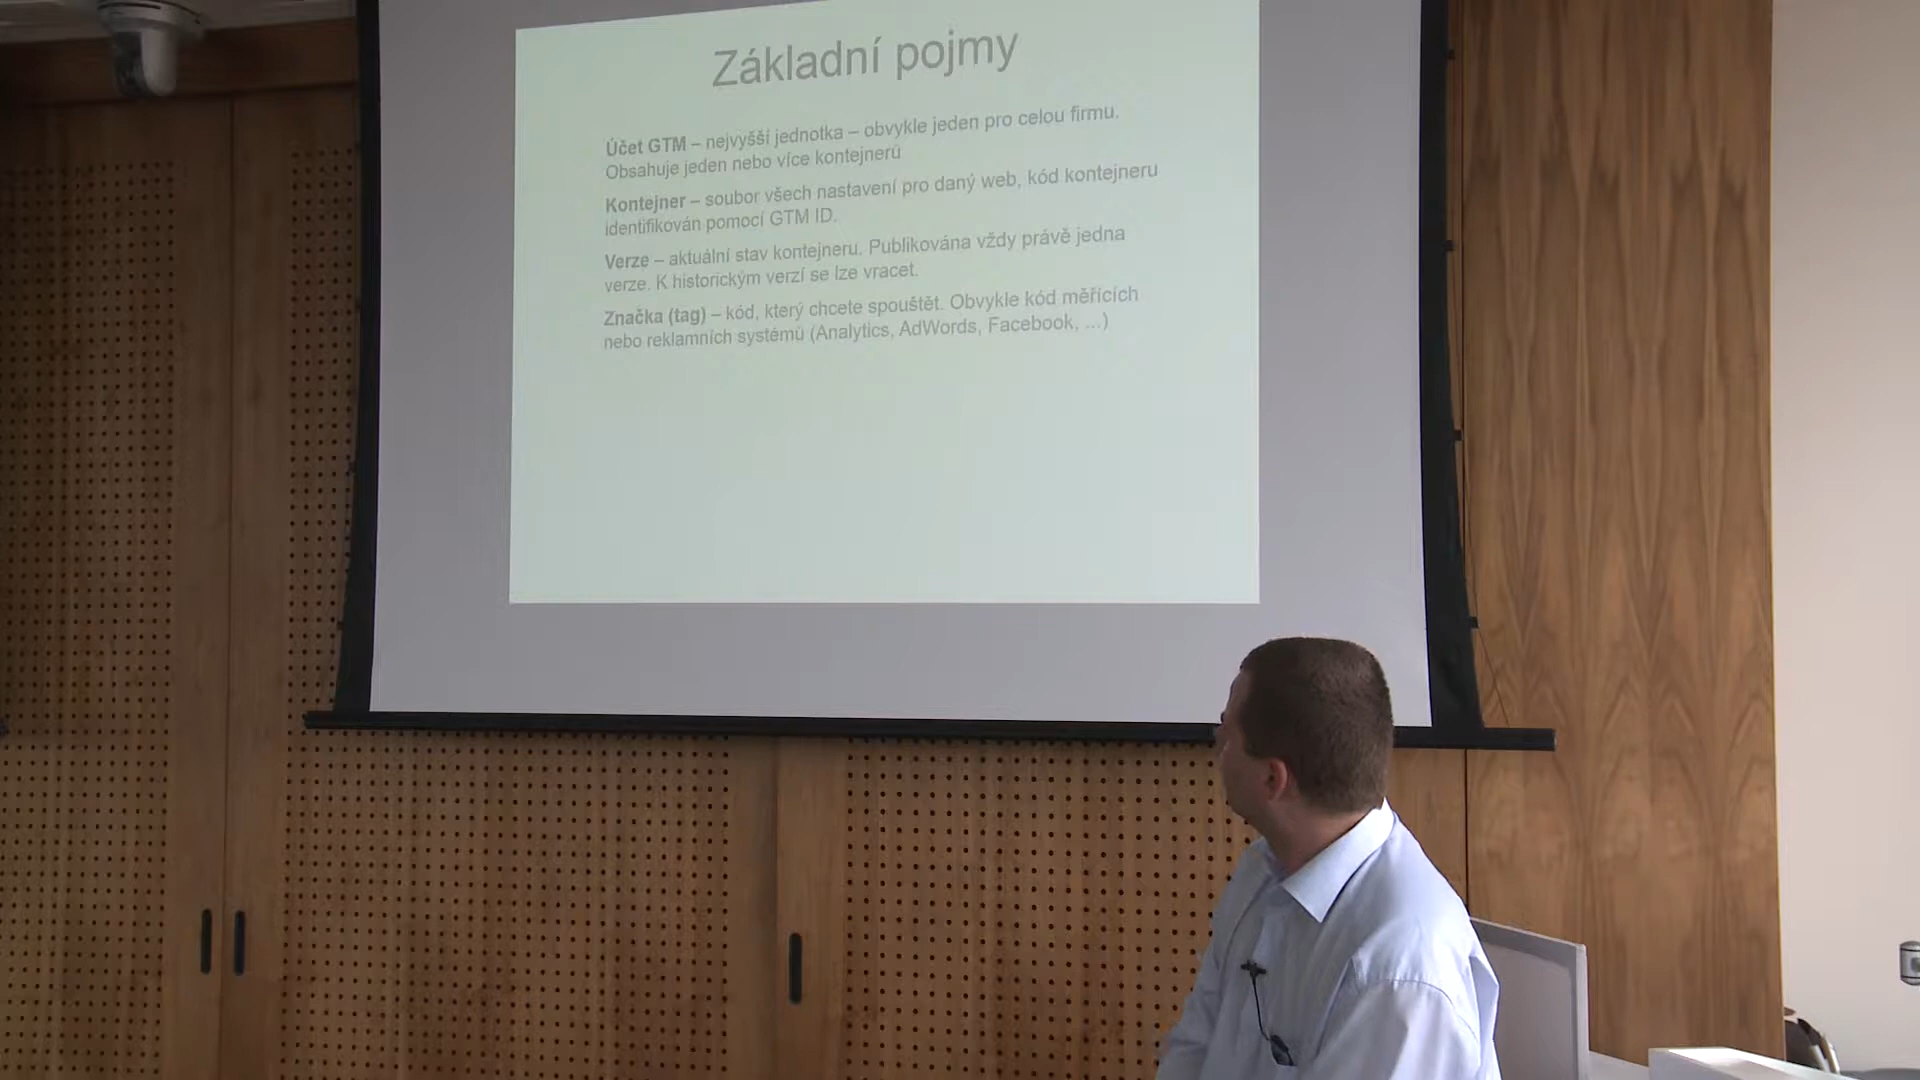 Základní pojmy
Účet GTM – nejvyšší jednotka – obvykle jeden pro celou firmu.
Obsahuje jeden nebo více kontejnerů
Kontejner – soubor všech nastavení pro daný web, kód kontejneru
identifikován pomocí GTM ID.
Verze – aktuální stav kontejneru. Publikována vždy právě jedna
verze. K historickým verzí se lze vracet.
Značka (tag) – kód, který chcete spouštět. Obvykle kód měřících
nebo reklamních systémů (Analytics, AdWords, Facebook, ...)